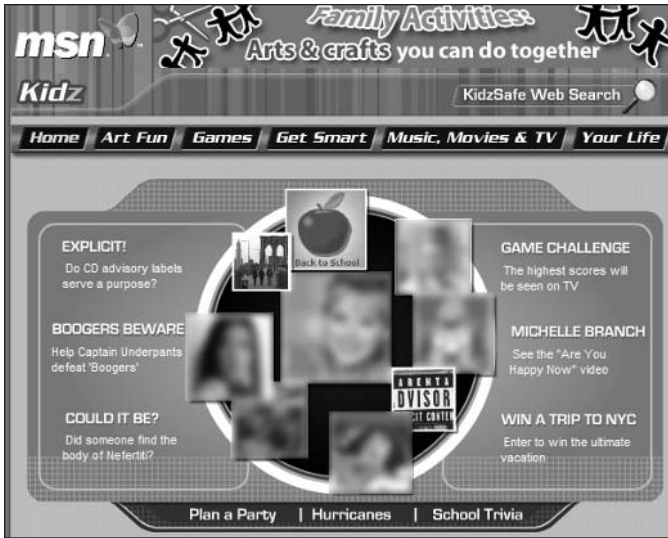 Family Activities:
msn
Arts & crafts you can do together
Kidz
KidzSafe Web Search
Home
Art Fun
Games
Get Smart
Music, Movies & TV
Your Life
EXPLICIT!
Do CD advisory labels
serve a purpose?
BOOGERS BEWARE
Help Captain Underpants
defeat 'Boogers'
COULD IT BE?
Did someone find the
body of Nefertiti?
Back to School
ARENTA
DVISOR
CIT CONTEN
GAME CHALLENGE
The highest scores will
be seen on TV
MICHELLE BRANCH
See the "Are You
Happy Now" video
WIN A TRIP TO NYC
Enter to win the ultimate
vacation
Plan a Party | Hurricanes | School Trivia